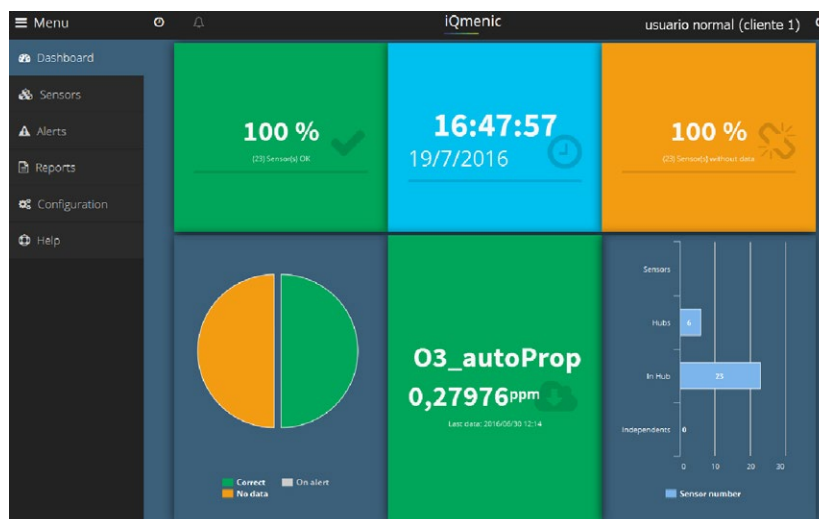 Menu
iQmenic
usuario normal (cliente 1)
Dashboard
Sensors
Alerts
Reports
Configuration
Help
100 %
(23) Sensor(s) OK
16:47:57
19/7/2016
100 %
(23) Sensor(s) without data
Correct
On alert
No data
O3_autoProp
0,27976ppm
Last data: 2016/06/30 12:14
Sensors
Hubs
6
In Hub
Independents
0
0
10
20
30
Sensor number